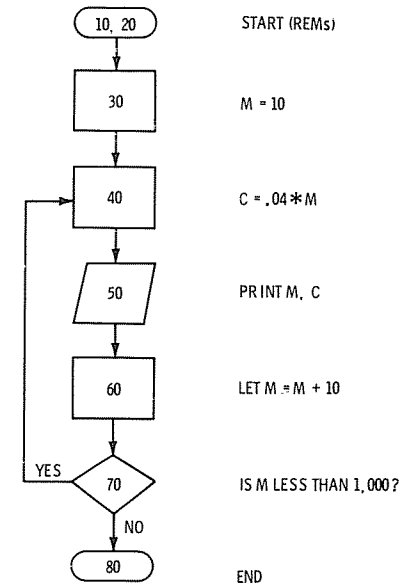 10, 20 START (REMs)
30 M = 10
40 C = .04*M
50 PRINT M, C
60 LET M = M + 10
YES 70 IS M LESS THAN 1,000?
NO
80 END